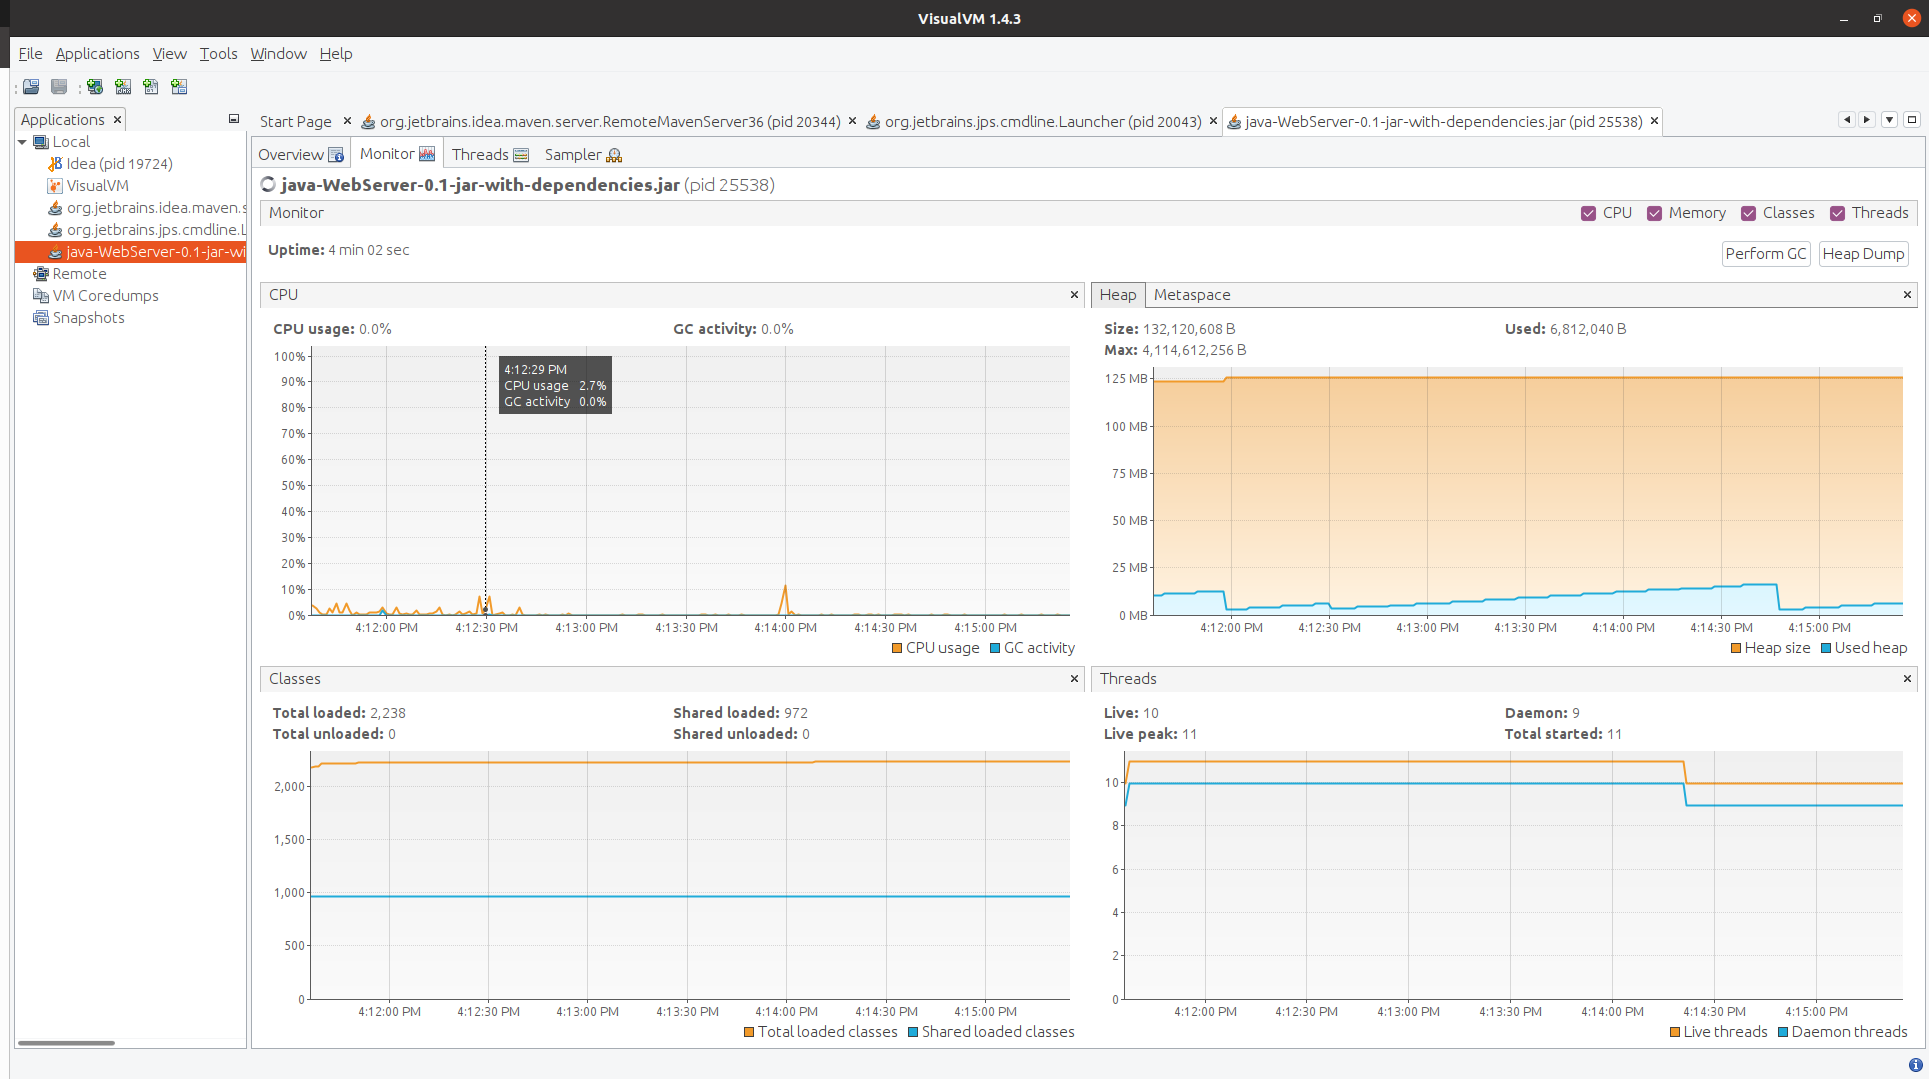 VisualVM 1.4.3
File Applications View Tools Window Help
Applications
Start Page
org.jetbrains.idea.maven.server.RemoteMavenServer36 (pid 20344)
org.jetbrains.jps.cmdline.Launcher (pid 20043)
java-WebServer-0.1-jar-with-dependencies.jar (pid 25538)
Local
Idea (pid 19724)
VisualVM
org.jetbrains.idea.maven.s
org.jetbrains.jps.cmdline.L
java-WebServer-0.1-jar-wi
Remote
VM Coredumps
Snapshots
Overview Monitor Threads Sampler
java-WebServer-0.1-jar-with-dependencies.jar (pid 25538)
Monitor
CPU Memory Classes Threads
Uptime: 4 min 02 sec
Perform GC Heap Dump
CPU
CPU usage: 0.0% GC activity: 0.0%
100%
90%
80%
70%
60%
50%
40%
30%
20%
10%
0%
4:12:29 PM
CPU usage 2.7%
GC activity 0.0%
4:12:00 PM 4:12:30 PM 4:13:00 PM 4:13:30 PM 4:14:00 PM 4:14:30 PM 4:15:00 PM
CPU usage GC activity
Heap Metaspace
Size: 132,120,608 B Used: 6,812,040 B
Max: 4,114,612,256 B
125 MB
100 MB
75 MB
50 MB
25 MB
0 MB
4:12:00 PM 4:12:30 PM 4:13:00 PM 4:13:30 PM 4:14:00 PM 4:14:30 PM 4:15:00 PM
Heap size Used heap
Classes
Total loaded: 2,238 Shared loaded: 972
Total unloaded: 0 Shared unloaded: 0
2,000
1,500
1,000
500
0
4:12:00 PM 4:12:30 PM 4:13:00 PM 4:13:30 PM 4:14:00 PM 4:14:30 PM 4:15:00 PM
Total loaded classes Shared loaded classes
Threads
Live: 10 Daemon: 9
Live peak: 11 Total started: 11
10
8
6
4
2
0
4:12:00 PM 4:12:30 PM 4:13:00 PM 4:13:30 PM 4:14:00 PM 4:14:30 PM 4:15:00 PM
Live threads Daemon threads